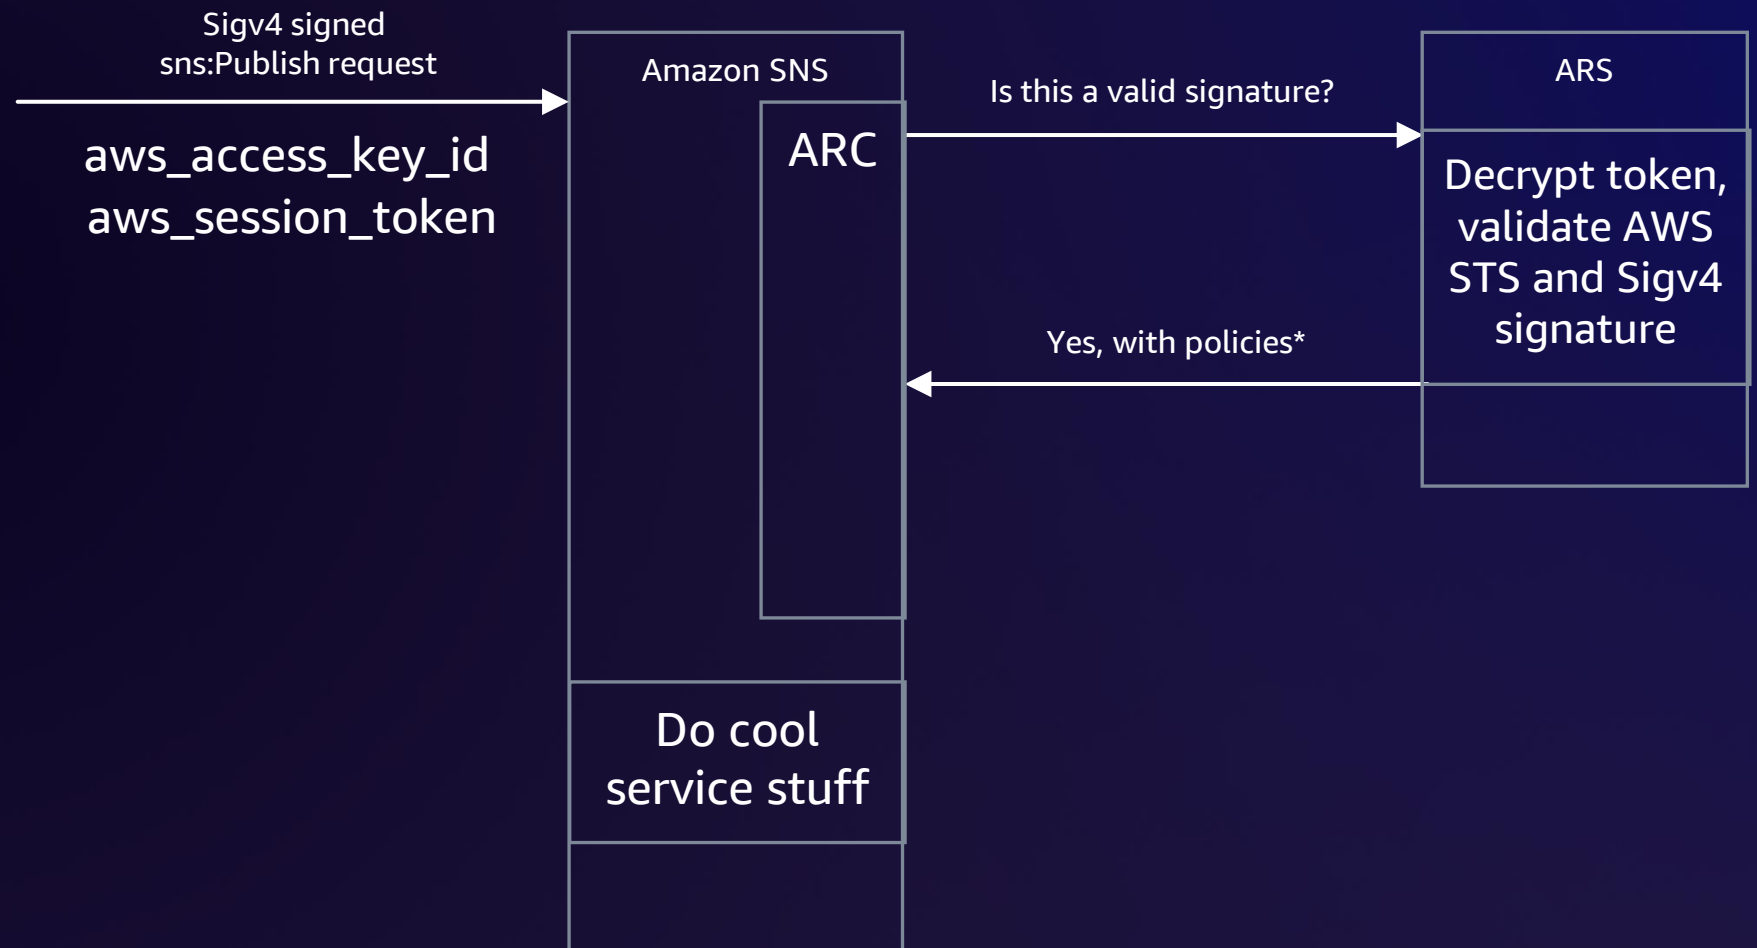 Sigv4 signed
sns:Publish request
aws_access_key_id
aws_session_token
Amazon SNS
ARC
Is this a valid signature?
ARS
Decrypt token,
validate AWS
STS and Sigv4
signature
Yes, with policies*
Do cool
service stuff